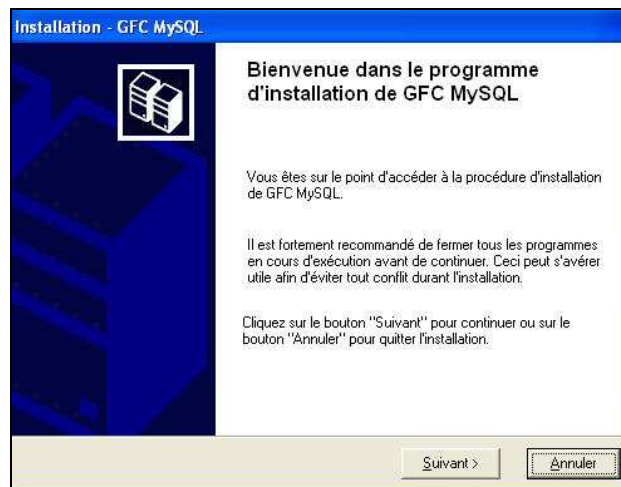 Installation - GFC MySQL
Bienvenue dans le programme
d'installation de GFC MySQL
Vous êtes sur le point d'accéder à la procédure d'installation
de GFC MySQL.
Il est fortement recommandé de fermer tous les programmes
en cours d'exécution avant de continuer. Ceci peut s'avérer
utile afin d'éviter tout conflit durant l'installation.
Cliquez sur le bouton "Suivant" pour continuer ou sur le
bouton "Annuler" pour quitter l'installation.
Suivant >
Annuler